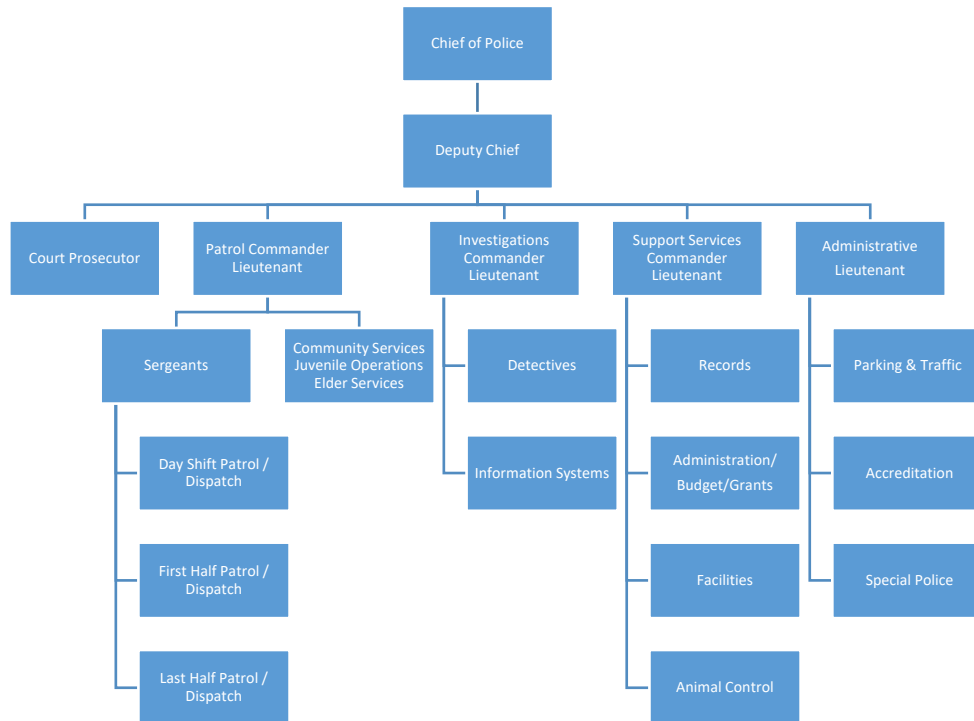 Chief of Police
Deputy Chief
Court Prosecutor
Patrol Commander
Lieutenant
Investigations
Commander
Lieutenant
Support Services
Commander
Lieutenant
Administrative
Lieutenant
Sergeants
Community Services
Juvenile Operations
Elder Services
Detectives
Records
Parking & Traffic
Day Shift Patrol /
Dispatch
Information Systems
Administration/
Budget/Grants
Accreditation
First Half Patrol /
Dispatch
Facilities
Special Police
Last Half Patrol /
Dispatch
Animal Control